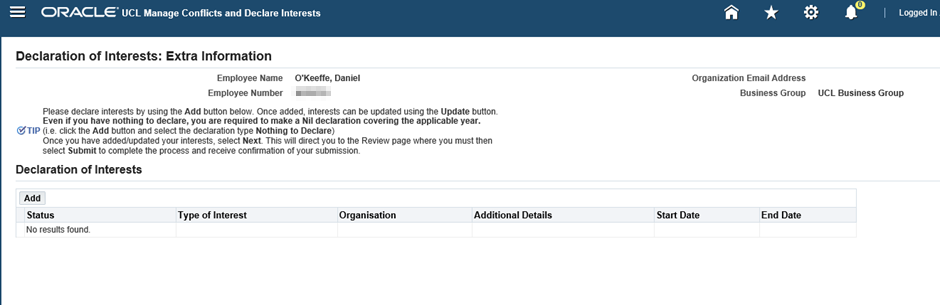 ORACLE® UCL Manage Conflicts and Declare Interests
0
Logged In
Declaration of Interests: Extra Information
Employee Name O'Keeffe, Daniel Organization Email Address
Employee Number Business Group UCL Business Group
Please declare interests by using the Add button below. Once added, interests can be updated using the Update button.
Even if you have nothing to declare, you are required to make a Nil declaration covering the applicable year.
TIP (i.e. click the Add button and select the declaration type Nothing to Declare)
Once you have added/updated your interests, select Next. This will direct you to the Review page where you must then
select Submit to complete the process and receive confirmation of your submission.
Declaration of Interests
Add
Status Type of Interest Organisation Additional Details Start Date End Date
No results found.